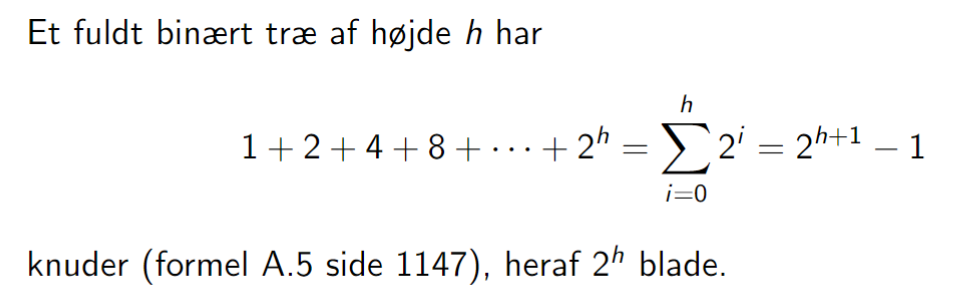 Et fuldt binært træ af højde h har
1 + 2 + 4 + 8 + ··· + 2^h = \sum_{i=0}^{h} 2^i = 2^{h+1} − 1
knuder (formel A.5 side 1147), heraf 2^h blade.